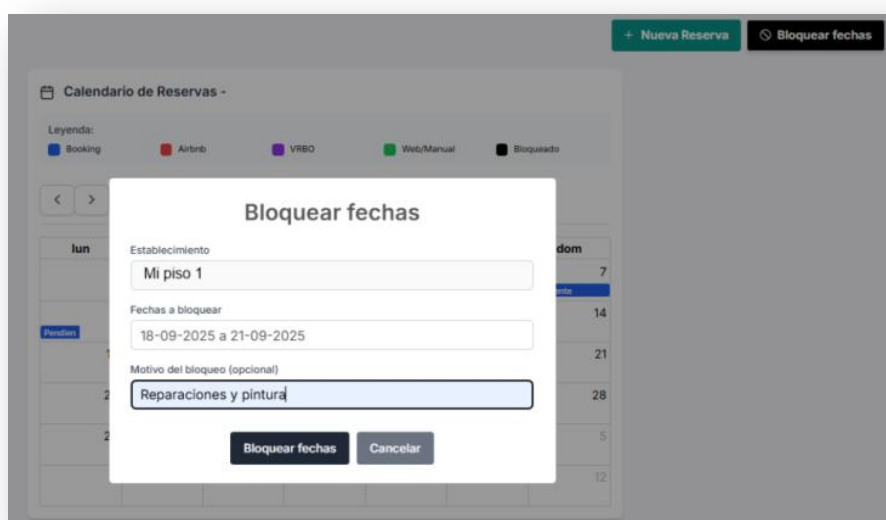 + Nueva Reserva
Bloquear fechas
Calendario de Reservas -
Leyenda:
Booking
Airbnb
VRBO
Web/Manual
Bloqueado
< >
Bloquear fechas
Establecimiento
Mi piso 1
Fechas a bloquear
18-09-2025 a 21-09-2025
Motivo del bloqueo (opcional)
Reparaciones y pintura
Bloquear fechas
Cancelar
lun
dom
7
14
Pendien
21
28
5
12